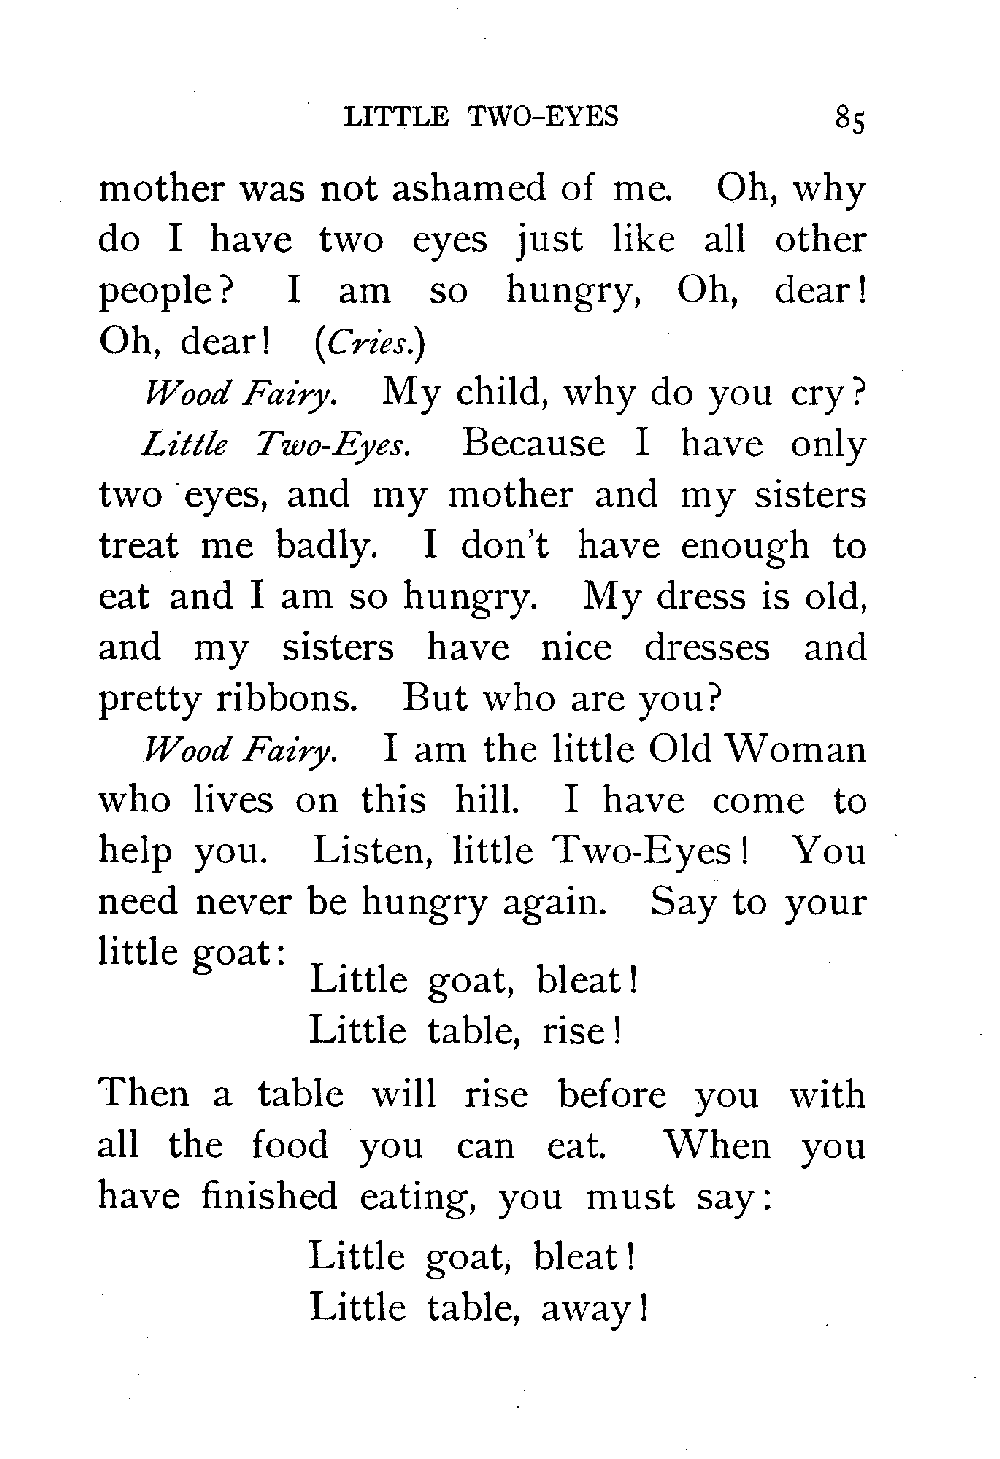 LITTLE TWO-EYES 85
mother was not ashamed of me. Oh, why
do I have two eyes just like all other
people? I am so hungry, Oh, dear!
Oh, dear! (Cries.)
Wood Fairy. My child, why do you cry?
Little Two-Eyes. Because I have only
two eyes, and my mother and my sisters
treat me badly. I don't have enough to
eat and I am so hungry. My dress is old,
and my sisters have nice dresses and
pretty ribbons. But who are you?
Wood Fairy. I am the little Old Woman
who lives on this hill. I have come to
help you. Listen, little Two-Eyes! You
need never be hungry again. Say to your
little goat:
Little goat, bleat!
Little table, rise!
Then a table will rise before you with
all the food you can eat. When you
have finished eating, you must say:
Little goat, bleat!
Little table, away!